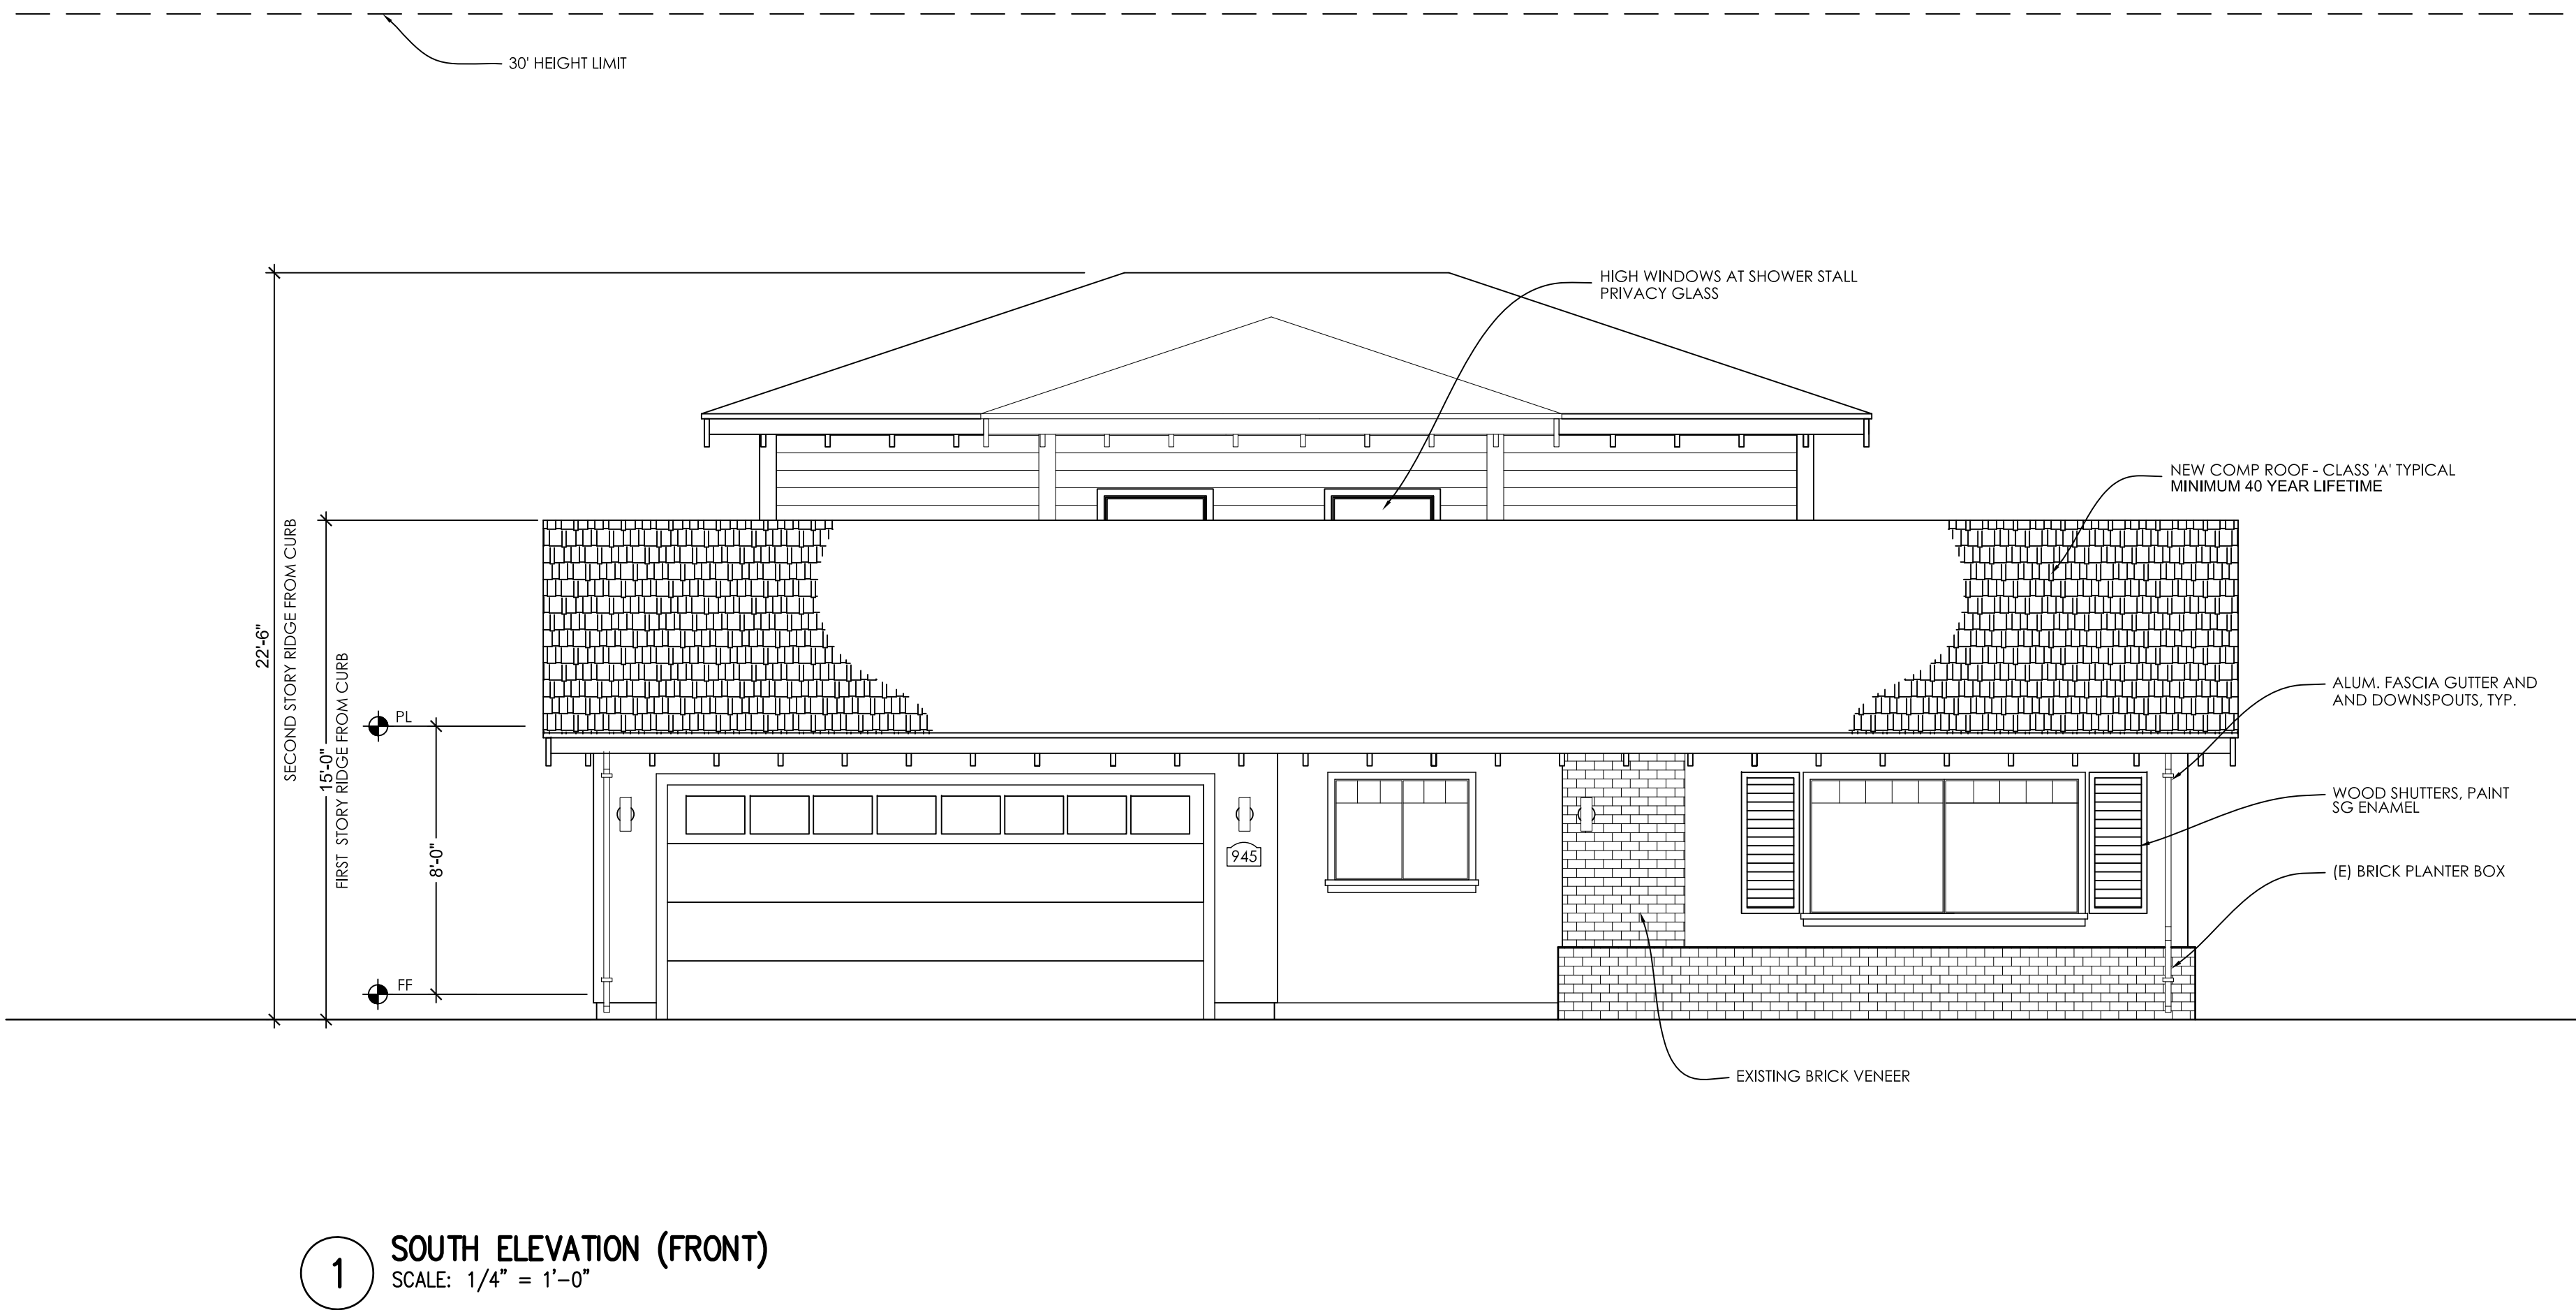 30' HEIGHT LIMIT
HIGH WINDOWS AT SHOWER STALL
PRIVACY GLASS
NEW COMP ROOF - CLASS 'A' TYPICAL
MINIMUM 40 YEAR LIFETIME
22'-6"
SECOND STORY RIDGE FROM CURB
15'-0"
FIRST STORY RIDGE FROM CURB
PL
8'-0"
FF
ALUM. FASCIA GUTTER AND
AND DOWNSPOUTS, TYP.
WOOD SHUTTERS, PAINT
SG ENAMEL
945
(E) BRICK PLANTER BOX
EXISTING BRICK VENEER
1
SOUTH ELEVATION (FRONT)
SCALE: 1/4" = 1'-0"